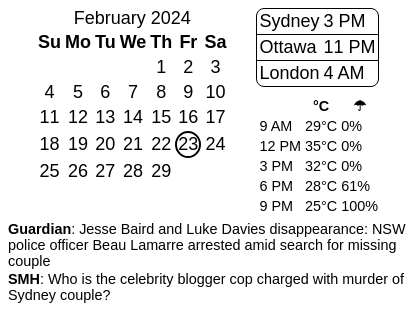 February 2024
Su Mo Tu We Th Fr Sa
1 2 3
4 5 6 7 8 9 10
11 12 13 14 15 16 17
18 19 20 21 22 23 24
25 26 27 28 29
Sydney 3 PM
Ottawa 11 PM
London 4 AM
°C ☂
9 AM 29°C 0%
12 PM 35°C 0%
3 PM 32°C 0%
6 PM 28°C 61%
9 PM 25°C 100%
Guardian: Jesse Baird and Luke Davies disappearance: NSW
police officer Beau Lamarre arrested amid search for missing
couple
SMH: Who is the celebrity blogger cop charged with murder of
Sydney couple?